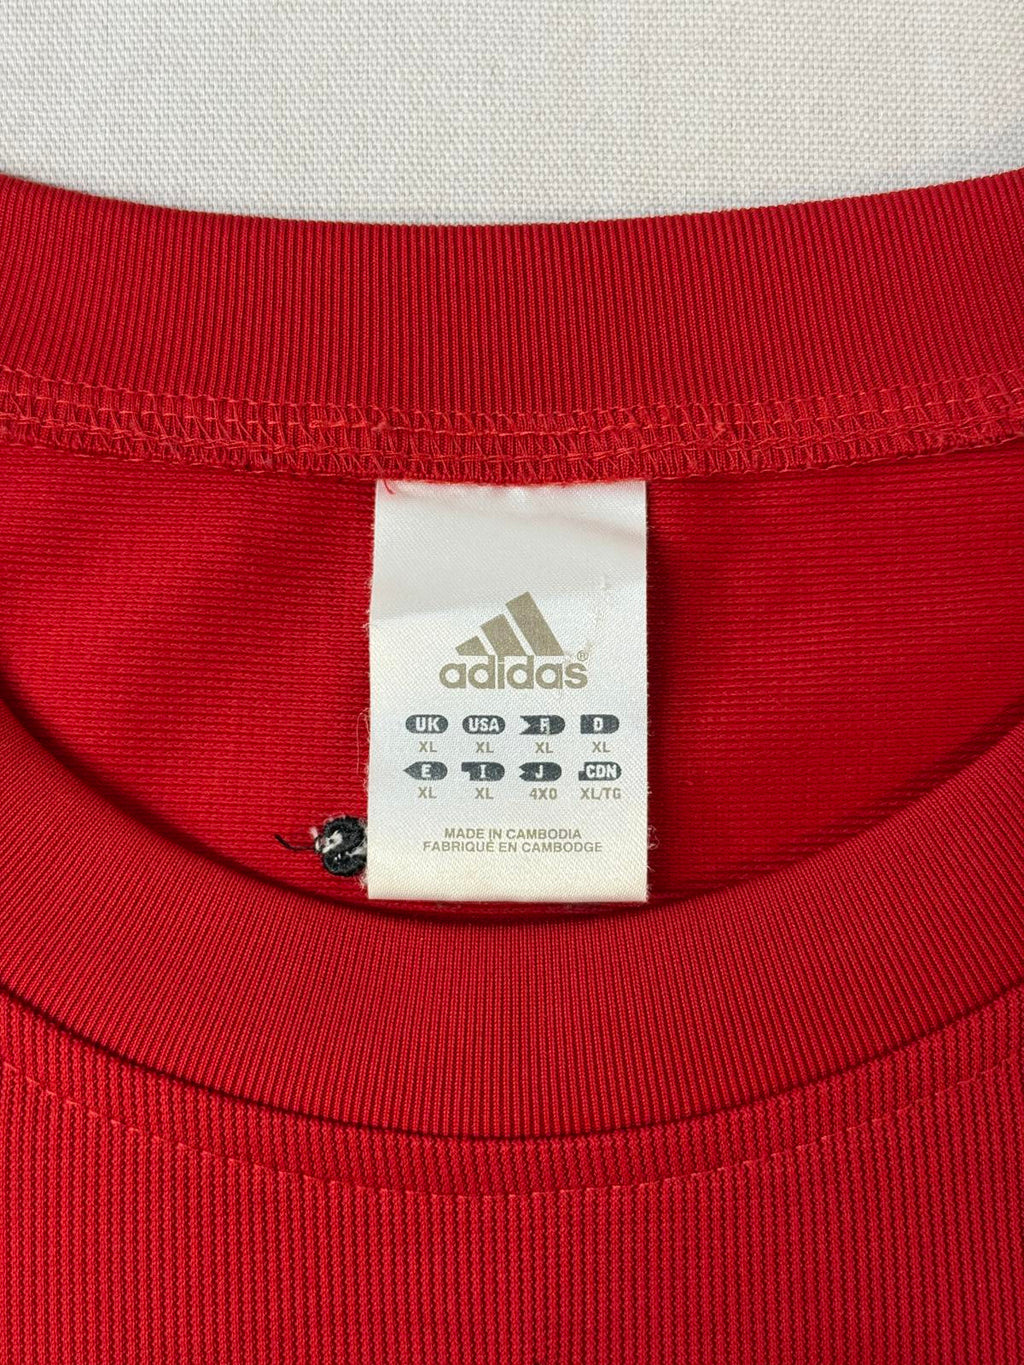 adidas®
UK USA F D
XL XL XL XL
E I J CDN
XL XL 4XO XL/TG
MADE IN CAMBODIA
FABRIQUÉ EN CAMBODGE